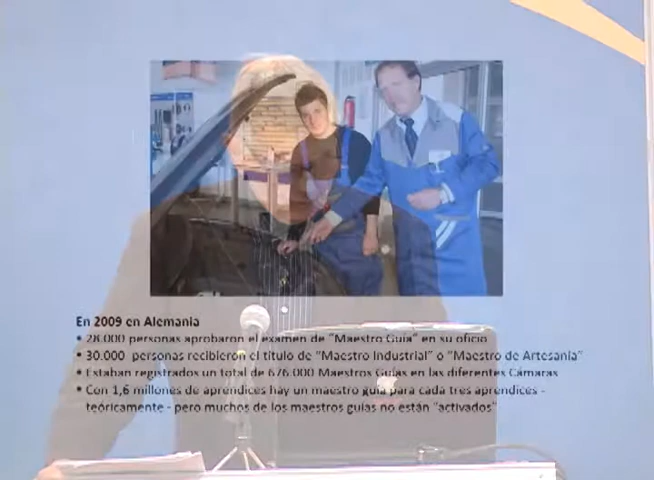 En 2009 en Alemania
• 28.000 personas aprobaron el examen de "Maestro Guía" en su oficio
• 30.000 personas recibieron el título de "Maestro Industrial" o "Maestro de Artesanía"
• Estaban registrados un total de 676.000 Maestros Guías en las diferentes Cámaras
• Con 1,6 millones de aprendices hay un maestro guía para cada tres aprendices -
teóricamente - pero muchos de los maestros guías no están "activados"